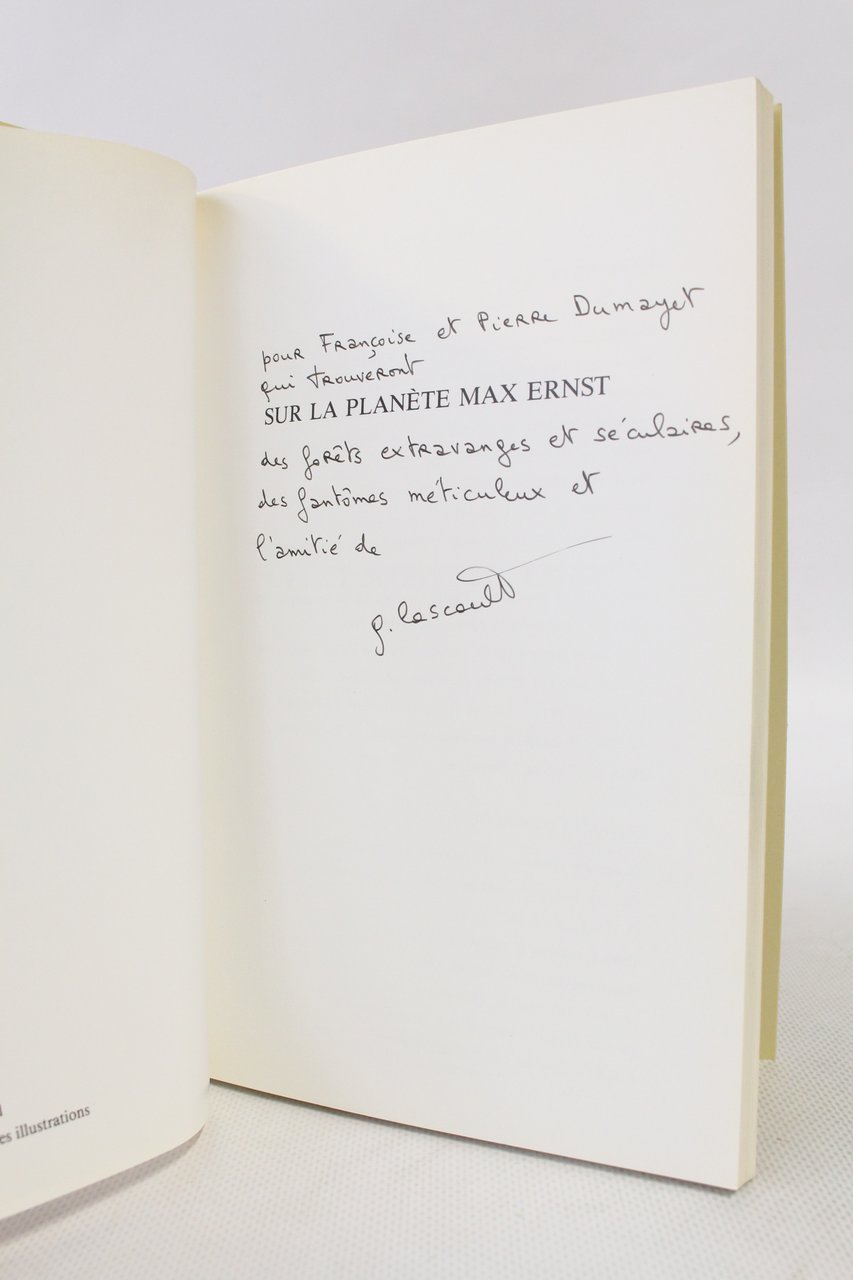 pour Françoise et Pierre Dumayet
qui trouveront
SUR LA PLANÈTE MAX ERNST
des forêts extravanges et séculaires,
des fantômes méticuleux et
l'amitié de
g. lascault
es illustrations